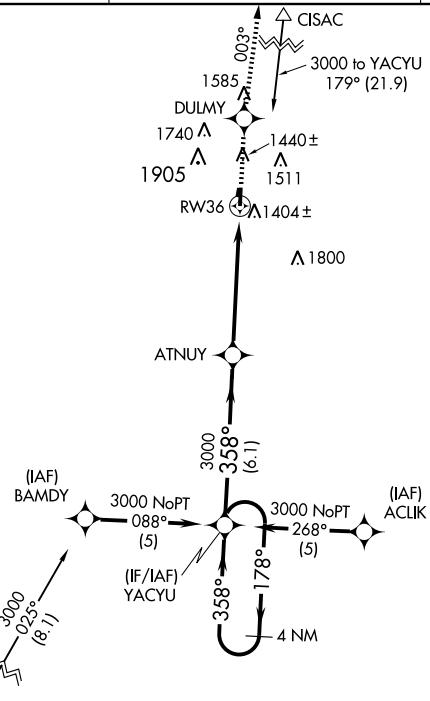 CISAC
003°
3000 to YACYU
179° (21.9)
1585
DULMY
1740
1440±
1905
1511
RW36
1404±
1800
ATNUY
3000
358°
(6.1)
(IAF)
BAMDY
3000 NoPT
088°
(5)
3000 NoPT
268°
(5)
(IAF)
ACLIK
(IF/IAF)
YACYU
358°
178°
4 NM
3000
025°
(8.1)